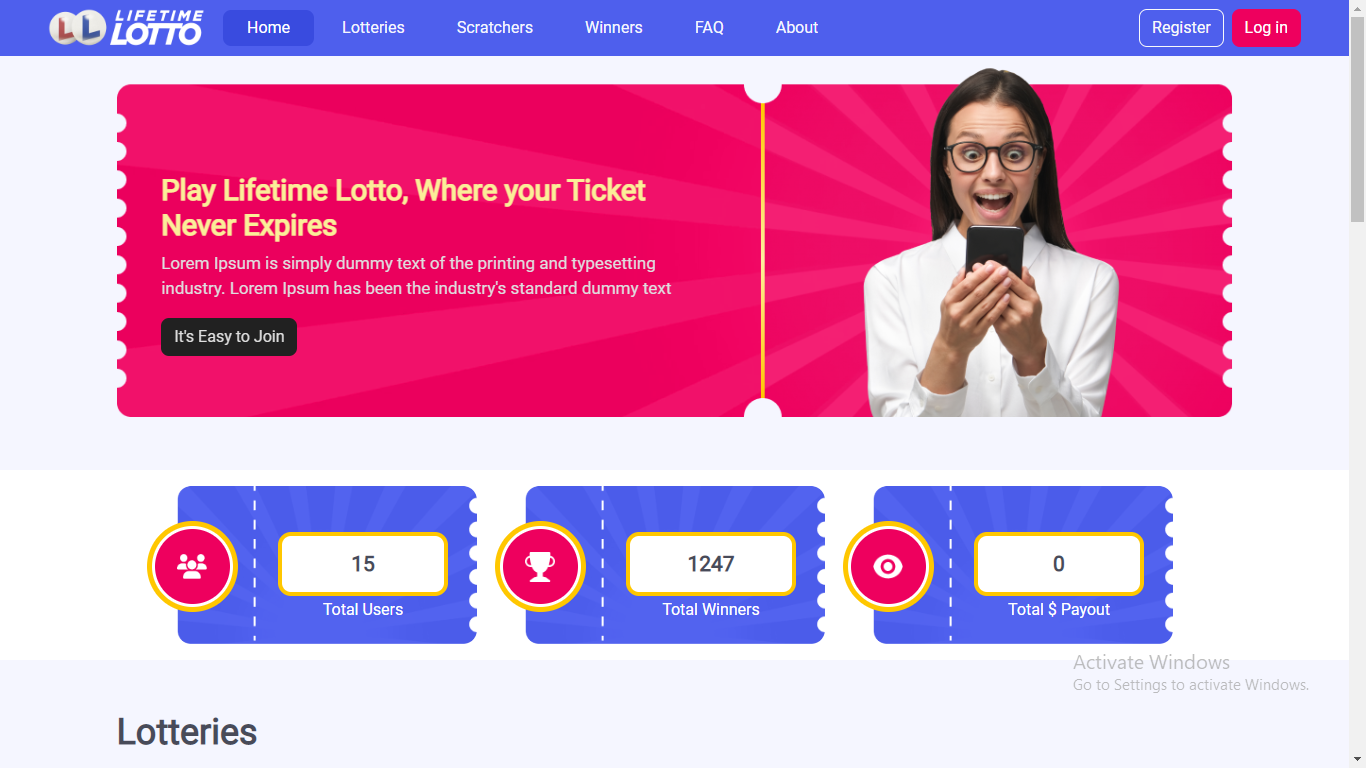 LL LIFETIME
LOTTO
Home Lotteries Scratchers Winners FAQ About Register Log in
Play Lifetime Lotto, Where your Ticket
Never Expires
Lorem Ipsum is simply dummy text of the printing and typesetting
industry. Lorem Ipsum has been the industry's standard dummy text
It's Easy to Join
15
Total Users
1247
Total Winners
0
Total $ Payout
Activate Windows
Go to Settings to activate Windows.
Lotteries